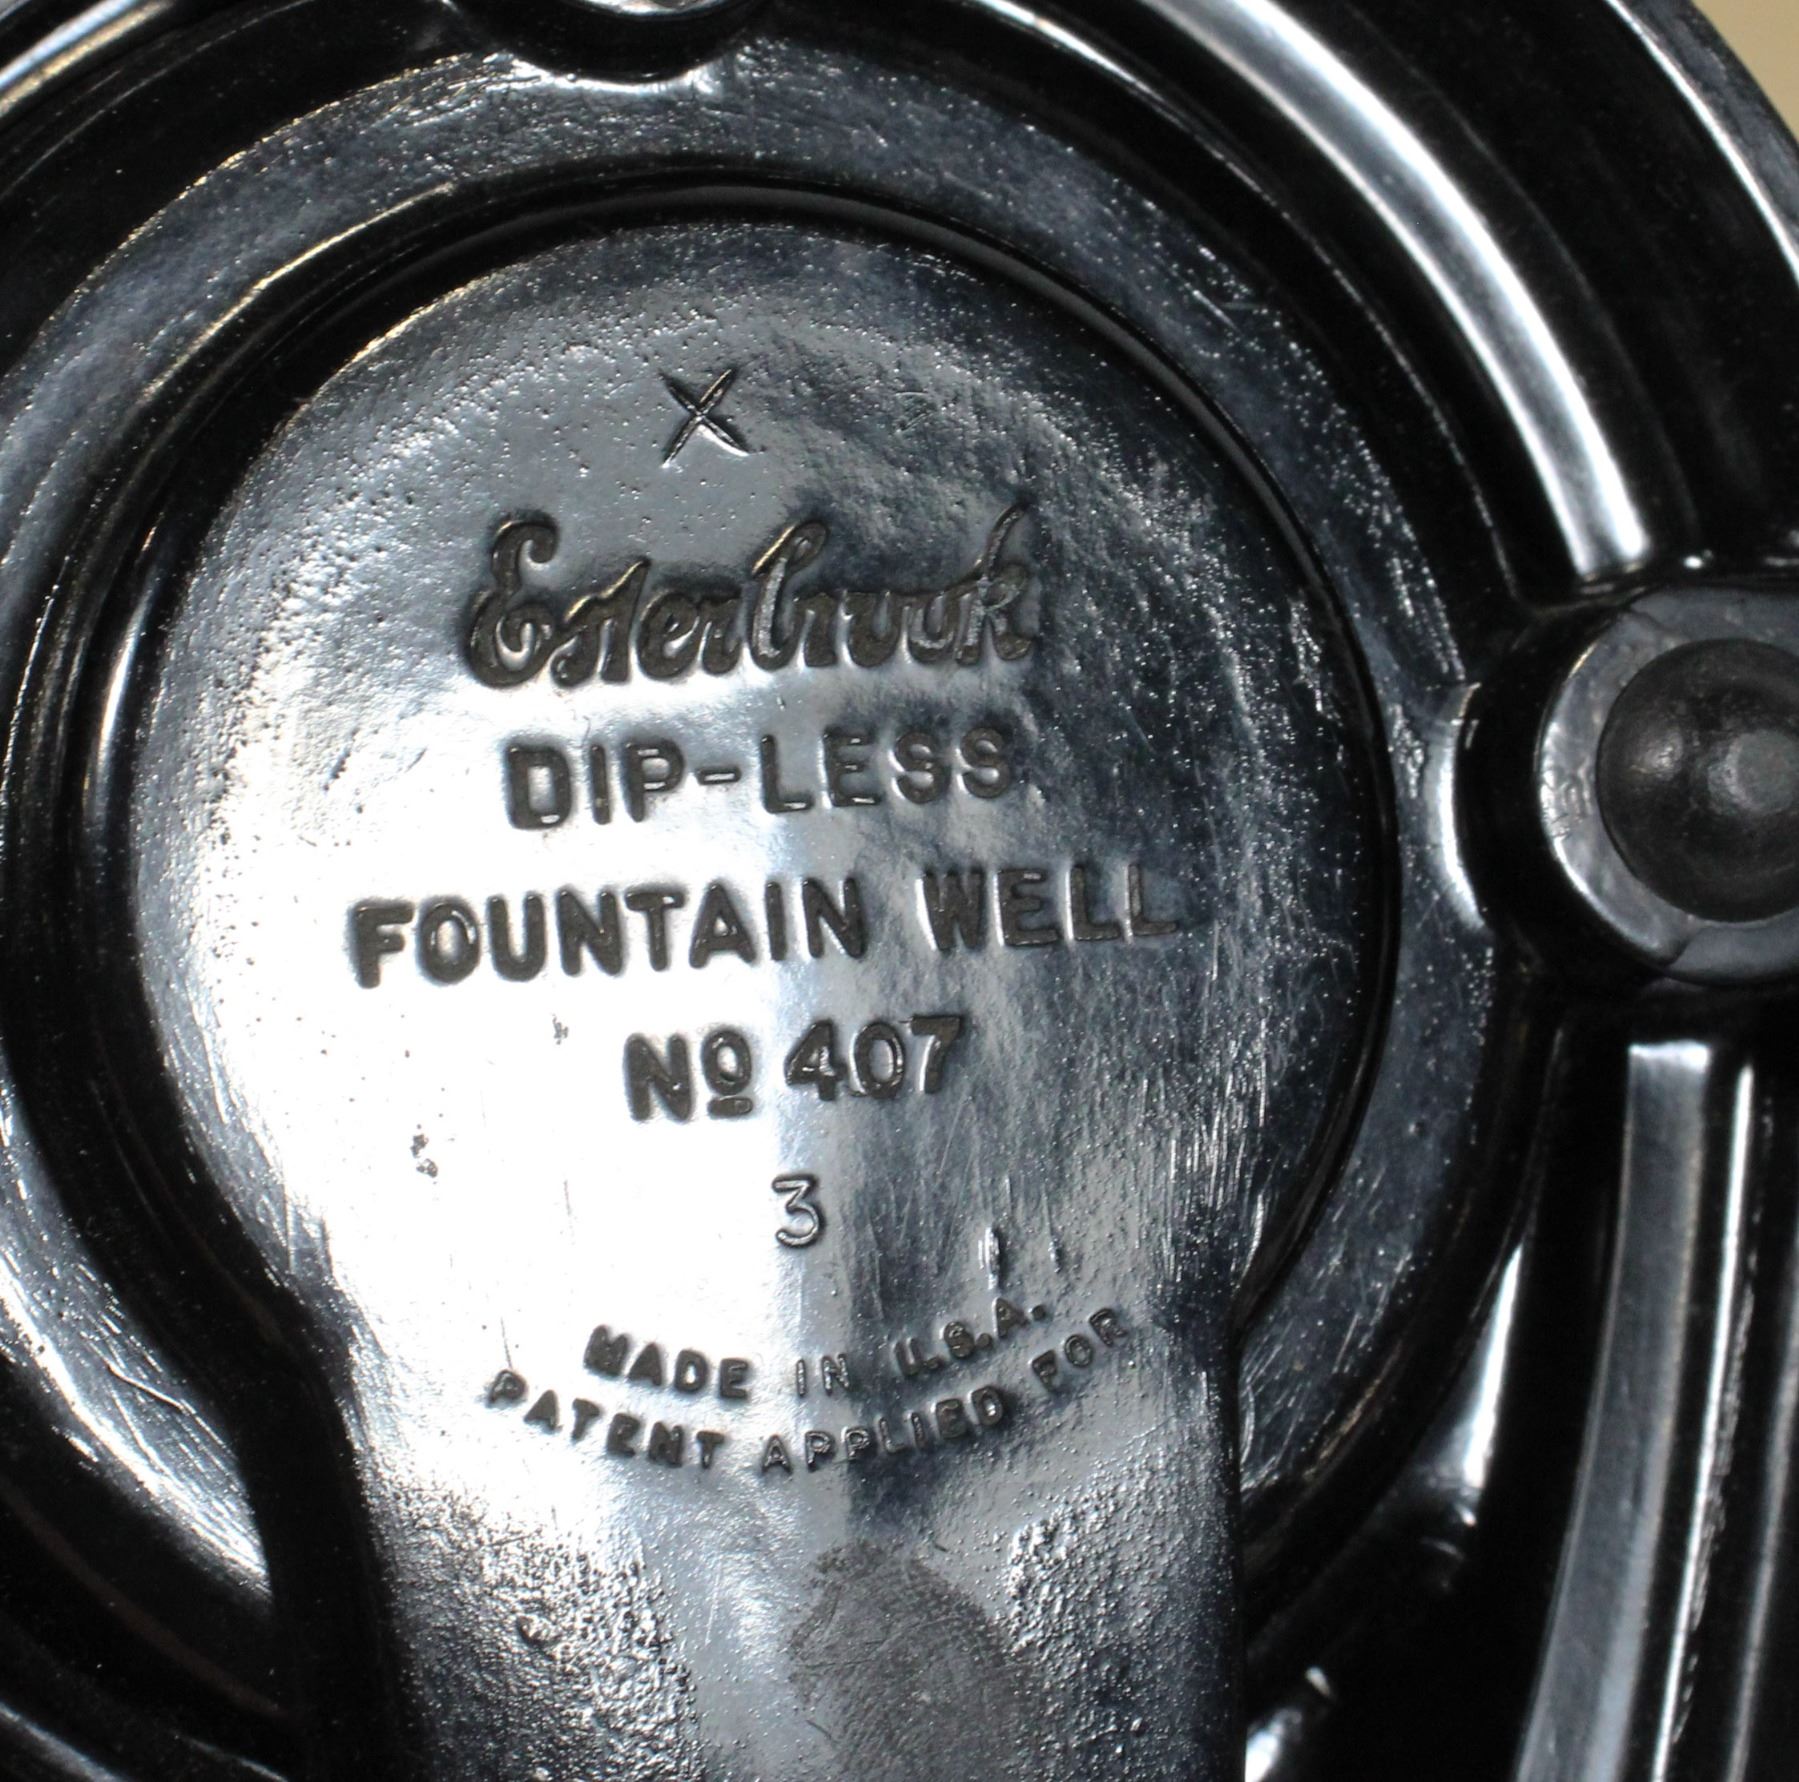 X
Esterbrook
DIP-LESS
FOUNTAIN WELL
Nº 407
3
MADE IN U.S.A.
PATENT APPLIED FOR